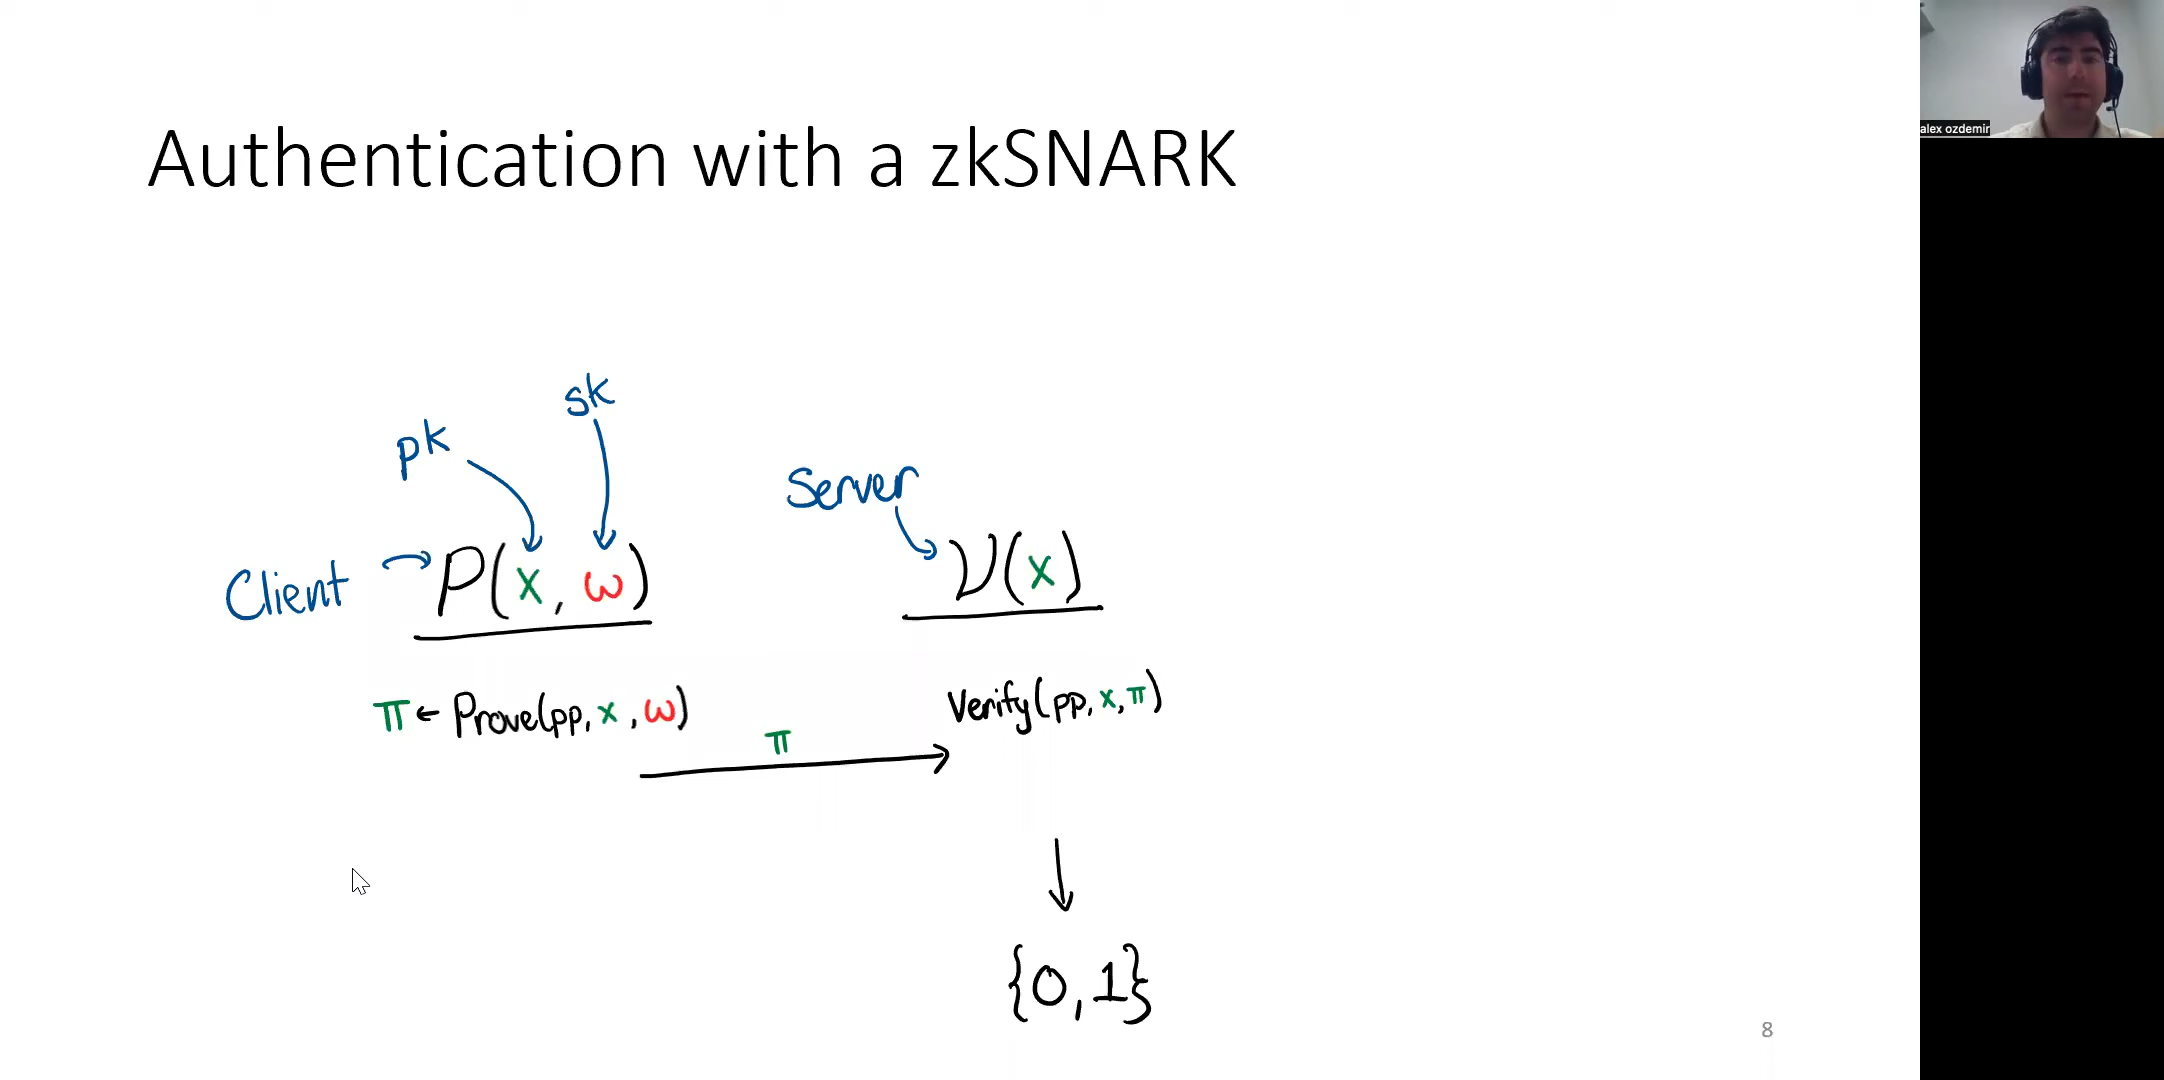 Authentication with a zkSNARK
alex ozdemir
sk
pk
Server
Client
P(x, w)
V(x)
π ← Prove(pp, x, w)
Verify(pp, x, π)
π
{0, 1}
8